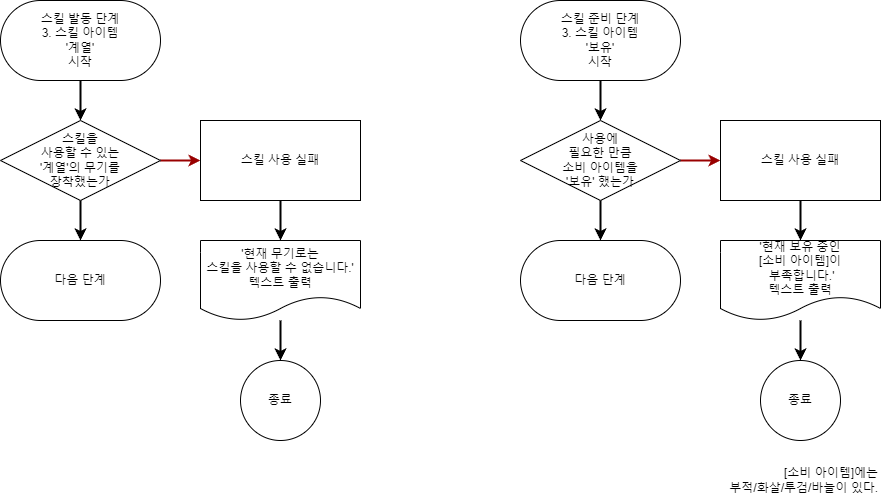 스킬 발동 단계
3. 스킬 아이템
'계열'
시작
스킬을
사용할 수 있는
'계열'의 무기를
장착했는가
스킬 사용 실패
다음 단계
'현재 무기로는
스킬을 사용할 수 없습니다.'
텍스트 출력
종료
스킬 준비 단계
3. 스킬 아이템
'보유'
시작
사용에
필요한 만큼
소비 아이템을
'보유' 했는가
스킬 사용 실패
다음 단계
'현재 보유 중인
[소비 아이템]이
부족합니다.'
텍스트 출력
종료
[소비 아이템]에는
부적/화살/투검/바늘이 있다.